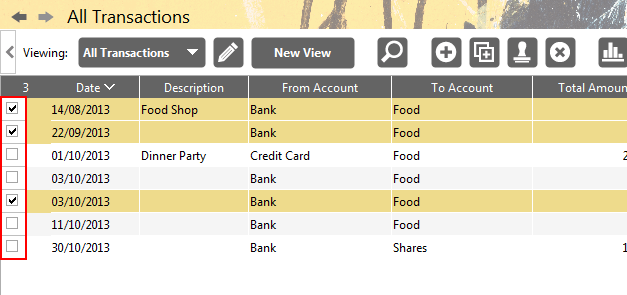 All Transactions
Viewing: All Transactions New View
3 Date Description From Account To Account Total Amoun
14/08/2013 Food Shop Bank Food
22/09/2013 Bank Food
01/10/2013 Dinner Party Credit Card Food 2
03/10/2013 Bank Food
03/10/2013 Bank Food
11/10/2013 Bank Food
30/10/2013 Bank Shares 1